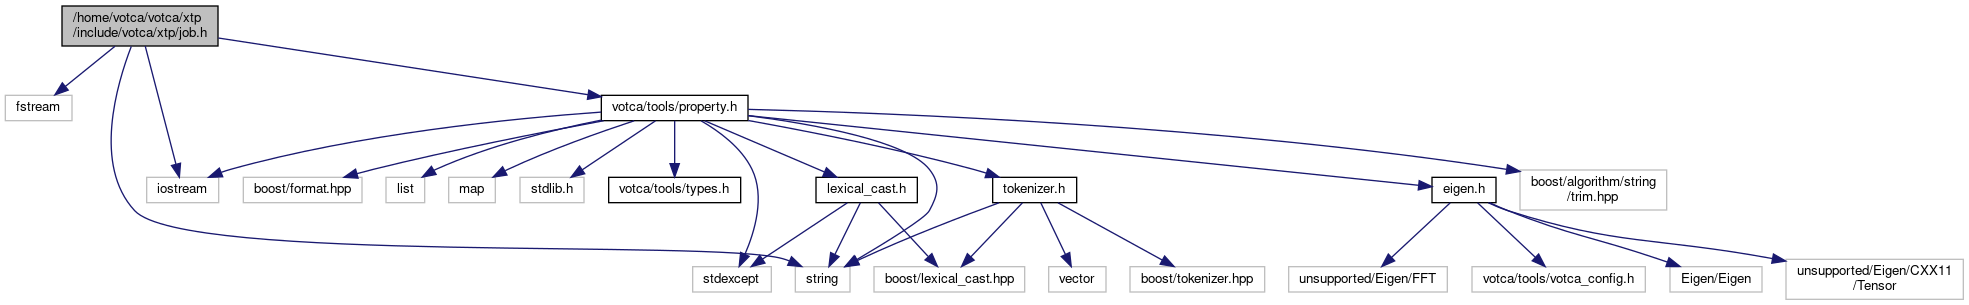 /home/votca/votca/xtp
/include/votca/xtp/job.h
fstream
votca/tools/property.h
iostream
boost/format.hpp
list
map
stdlib.h
votca/tools/types.h
lexical_cast.h
tokenizer.h
eigen.h
boost/algorithm/string
/trim.hpp
stdexcept
string
boost/lexical_cast.hpp
vector
boost/tokenizer.hpp
unsupported/Eigen/FFT
votca/tools/votca_config.h
Eigen/Eigen
unsupported/Eigen/CXX11
/Tensor